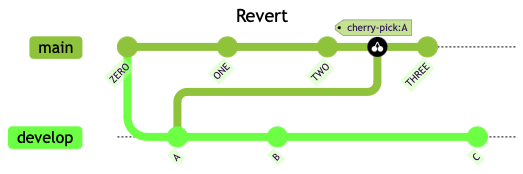 Revert
cherry-pick:A
main
ZERO
ONE
TWO
THREE
develop
A
B
C